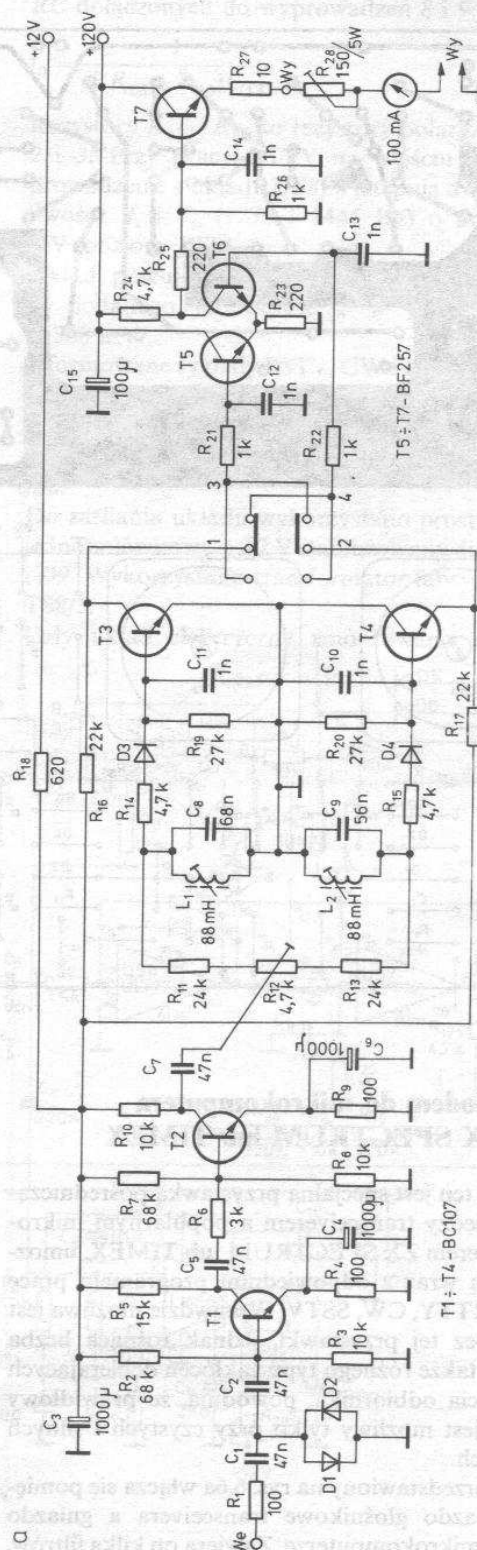 a
+12V
+120V
We
R1
100
C1
47n
D1
D2
C2
47n
C3
1000µ
R2
68k
R3
10k
R5
15k
T1
R4
100
C4
1000µ
C5
47n
R6
3k
R7
68k
R8
10k
R10
10k
T2
R9
100
C6
1000µ
C7
47n
T1÷T4-BC107
R11
24k
R12
4,7k
R13
24k
L1
88mH
C8
68n
L2
88mH
C9
56n
R14
4,7k
R15
4,7k
D3
D4
R19
27k
R20
27k
C11
1n
C10
1n
R18
620
R16
22k
R17
22k
T3
T4
1
2
3
4
R21
1k
R22
1k
C12
1n
C13
1n
C15
100µ
T5
T6
R24
4,7k
R23
220
R25
220
R26
1k
C14
1n
T7
R27
10
Wy
R28
150/5W
100 mA
Wy
T5÷T7-BF257